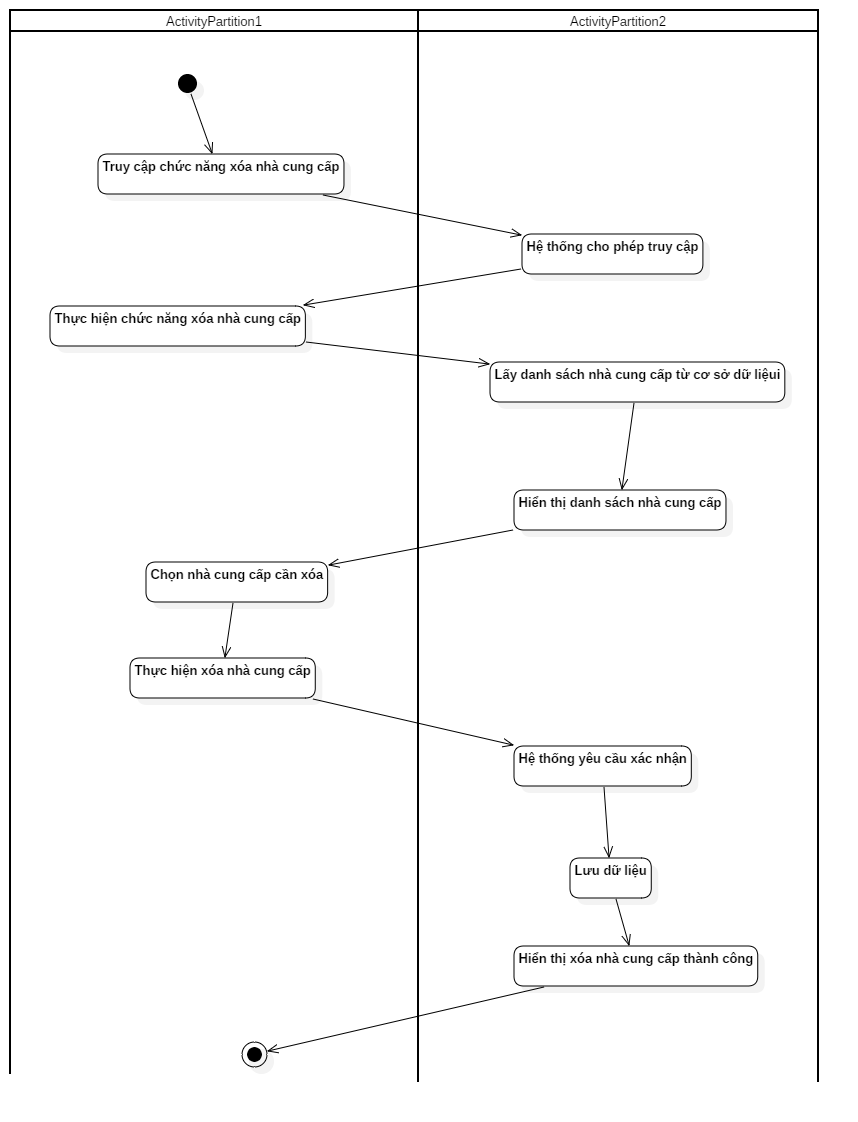 ActivityPartition1
ActivityPartition2
Truy cập chức năng xóa nhà cung cấp
Hệ thống cho phép truy cập
Thực hiện chức năng xóa nhà cung cấp
Lấy danh sách nhà cung cấp từ cơ sở dữ liệui
Hiển thị danh sách nhà cung cấp
Chọn nhà cung cấp cần xóa
Thực hiện xóa nhà cung cấp
Hệ thống yêu cầu xác nhận
Lưu dữ liệu
Hiển thị xóa nhà cung cấp thành công